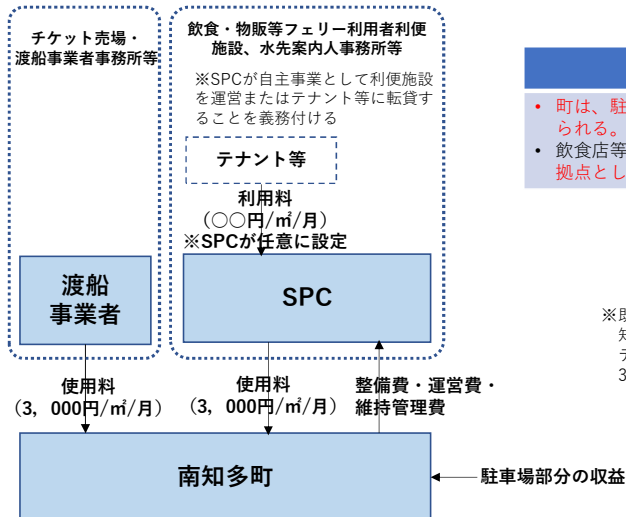 チケット売場・
渡船事業者事務所等
飲食・物販等フェリー利用者利便
施設、水先案内人事務所等
※SPCが自主事業として利便施設
を運営またはテナント等に転貸す
ることを義務付ける
テナント等
利用料
（○○円/㎡/月）
※SPCが任意に設定
渡船
事業者
SPC
使用料
（3，000円/㎡/月）
使用料
（3，000円/㎡/月）
整備費・運営費・
維持管理費
南知多町
駐車場部分の収益
• 町は、駐
られる。
• 飲食店等
拠点とし
※既
知
テ
3